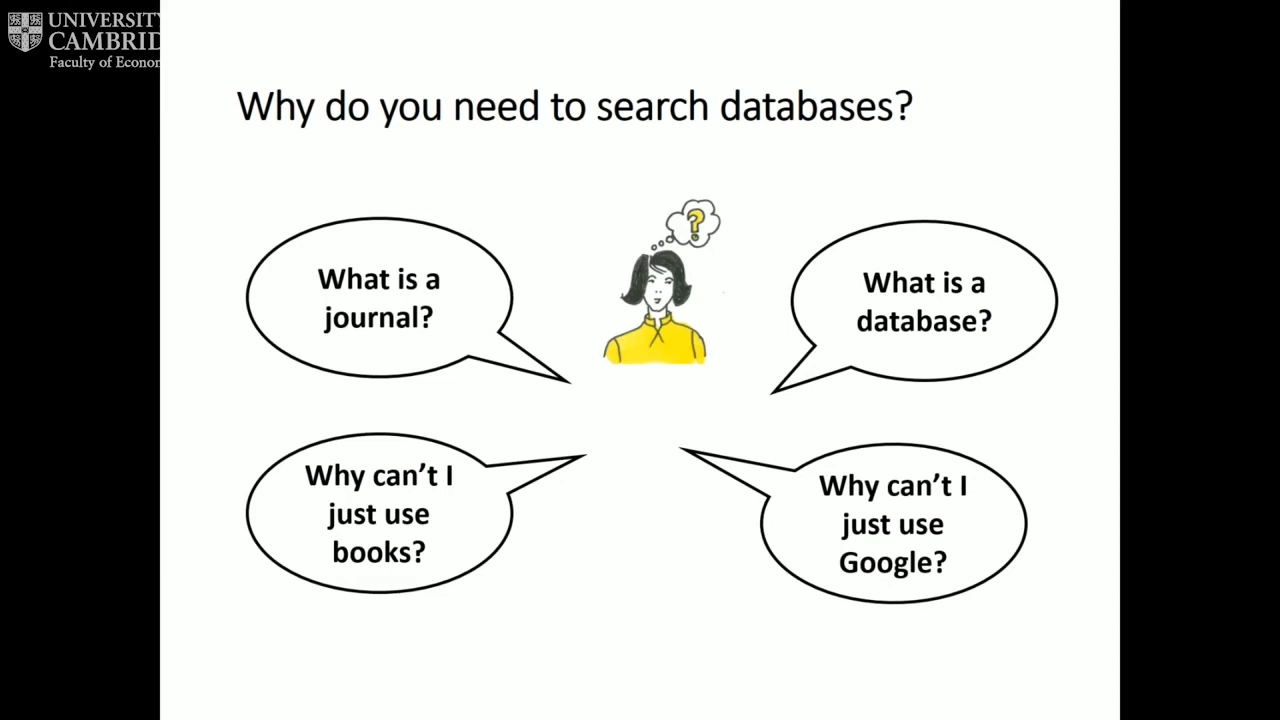 UNIVERSITY
CAMBRID
Faculty of Econom
Why do you need to search databases?
?
What is a
journal?
What is a
database?
Why can't I
just use
books?
Why can't I
just use
Google?